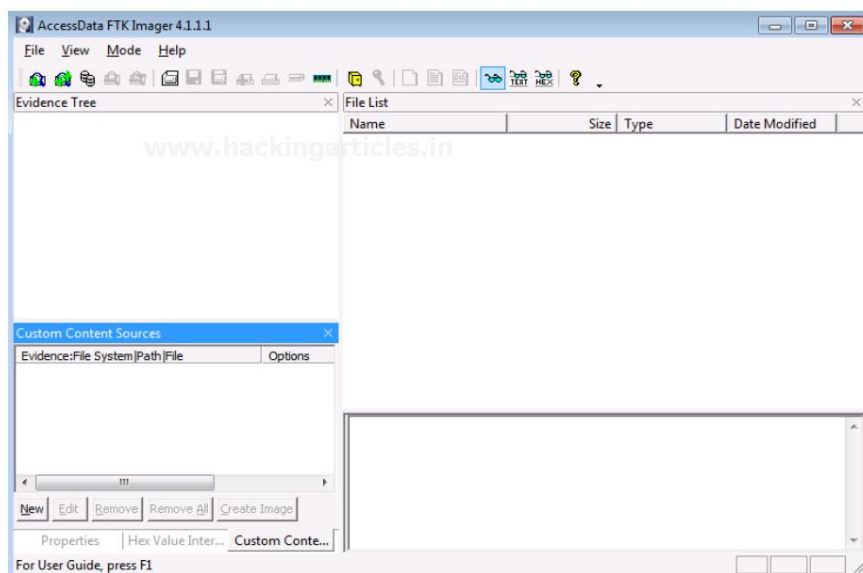 AccessData FTK Imager 4.1.1.1
File View Mode Help
TEXT HEX
Evidence Tree
File List
Name Size Type Date Modified
www.hackingarticles.in
Custom Content Sources
Evidence:File System|Path|File Options
New Edit Remove Remove All Create Image
Properties Hex Value Inter... Custom Conte...
For User Guide, press F1